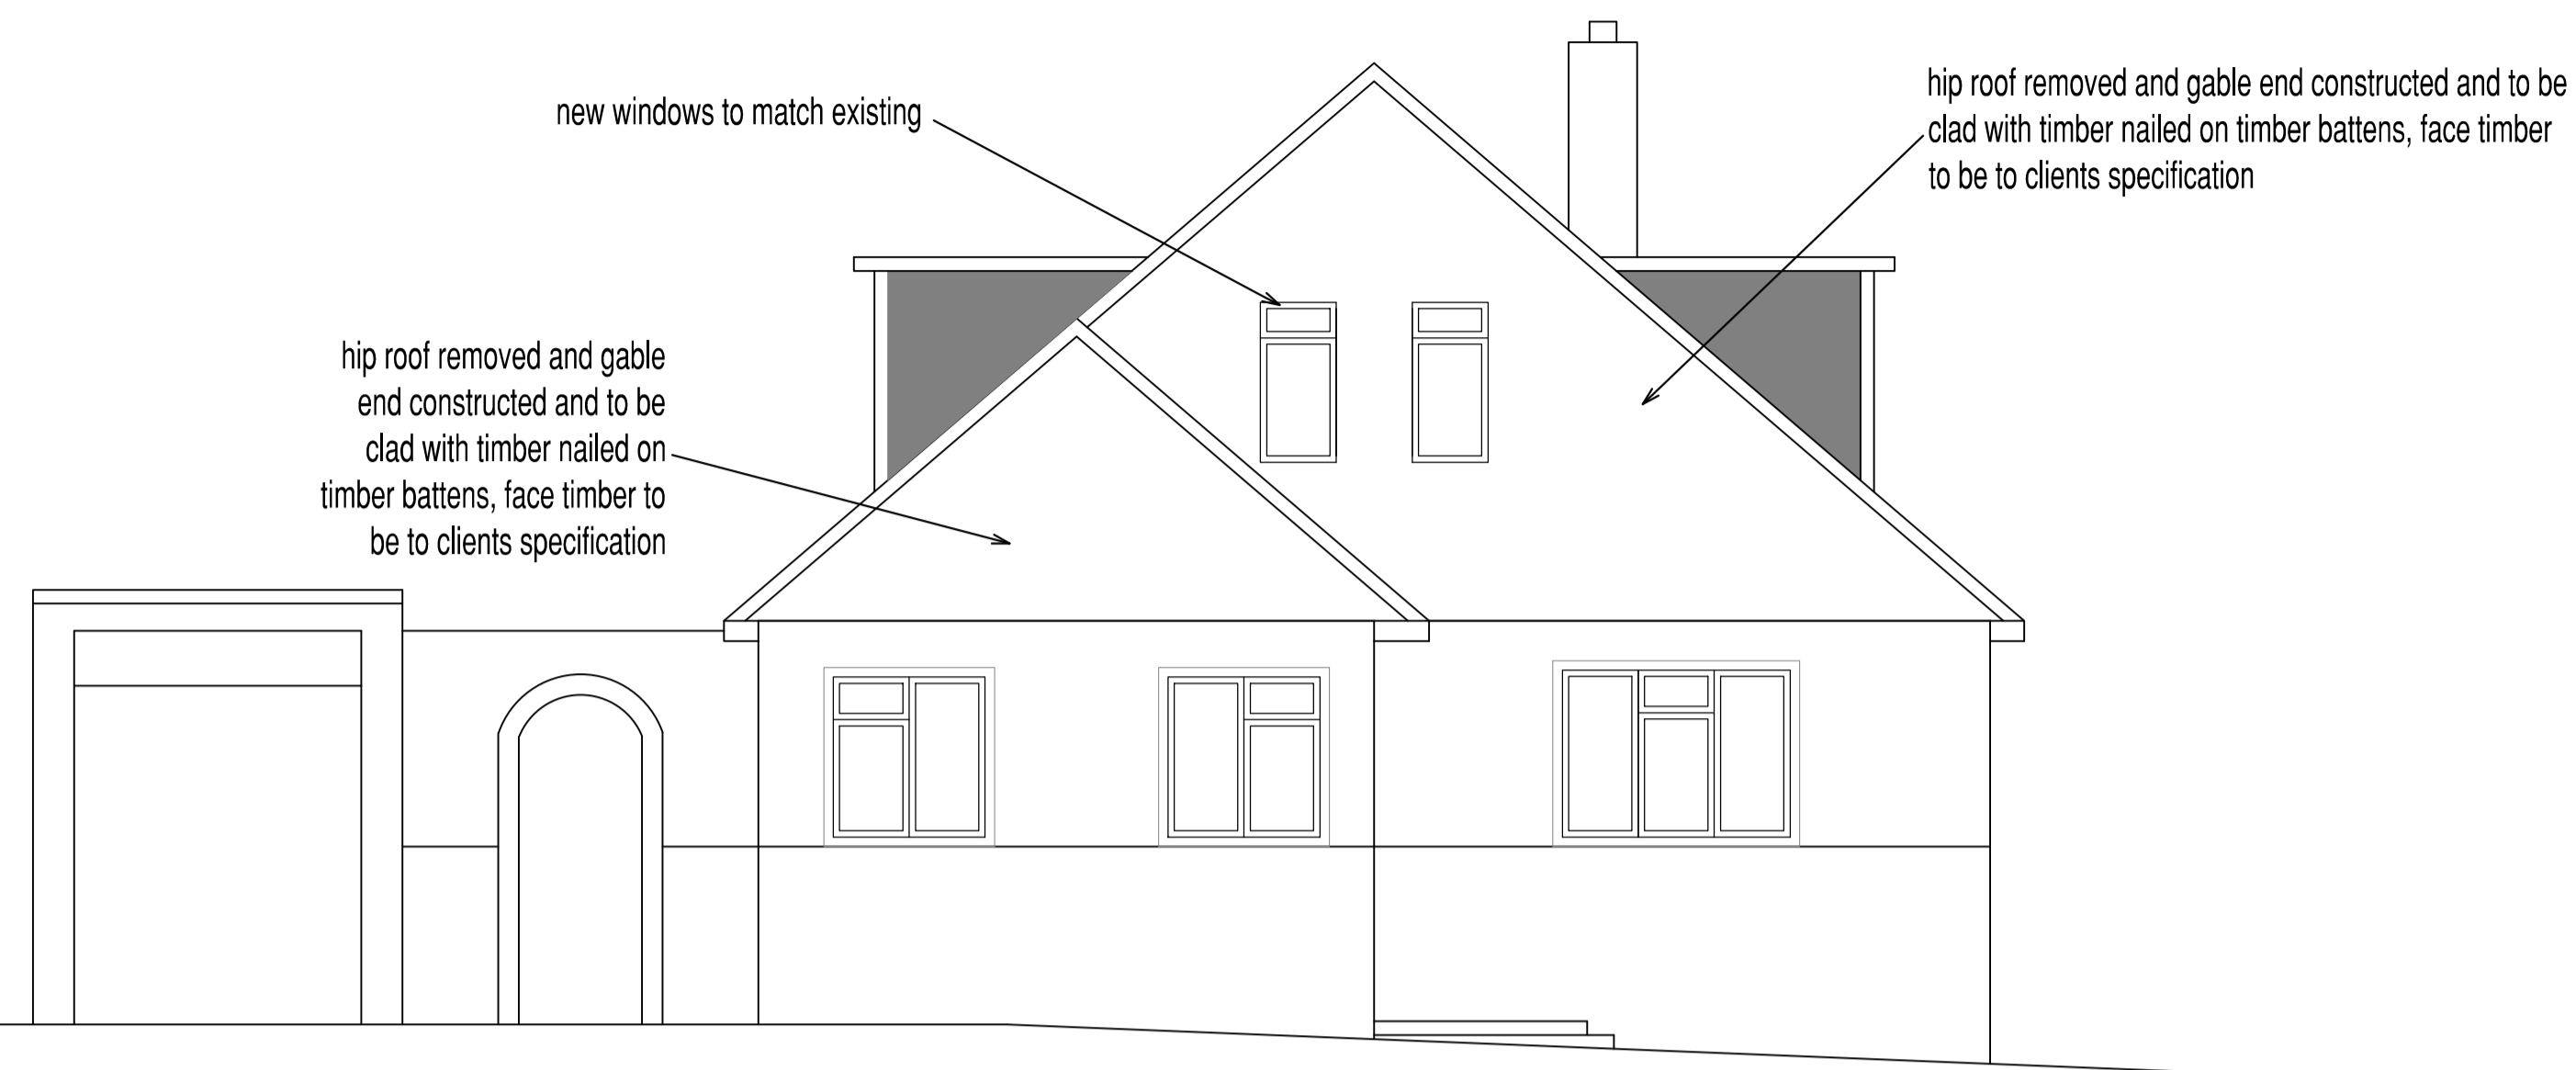 new windows to match existing
hip roof removed and gable end constructed and to be
clad with timber nailed on timber battens, face timber
to be to clients specification
hip roof removed and gable
end constructed and to be
clad with timber nailed on
timber battens, face timber to
be to clients specification